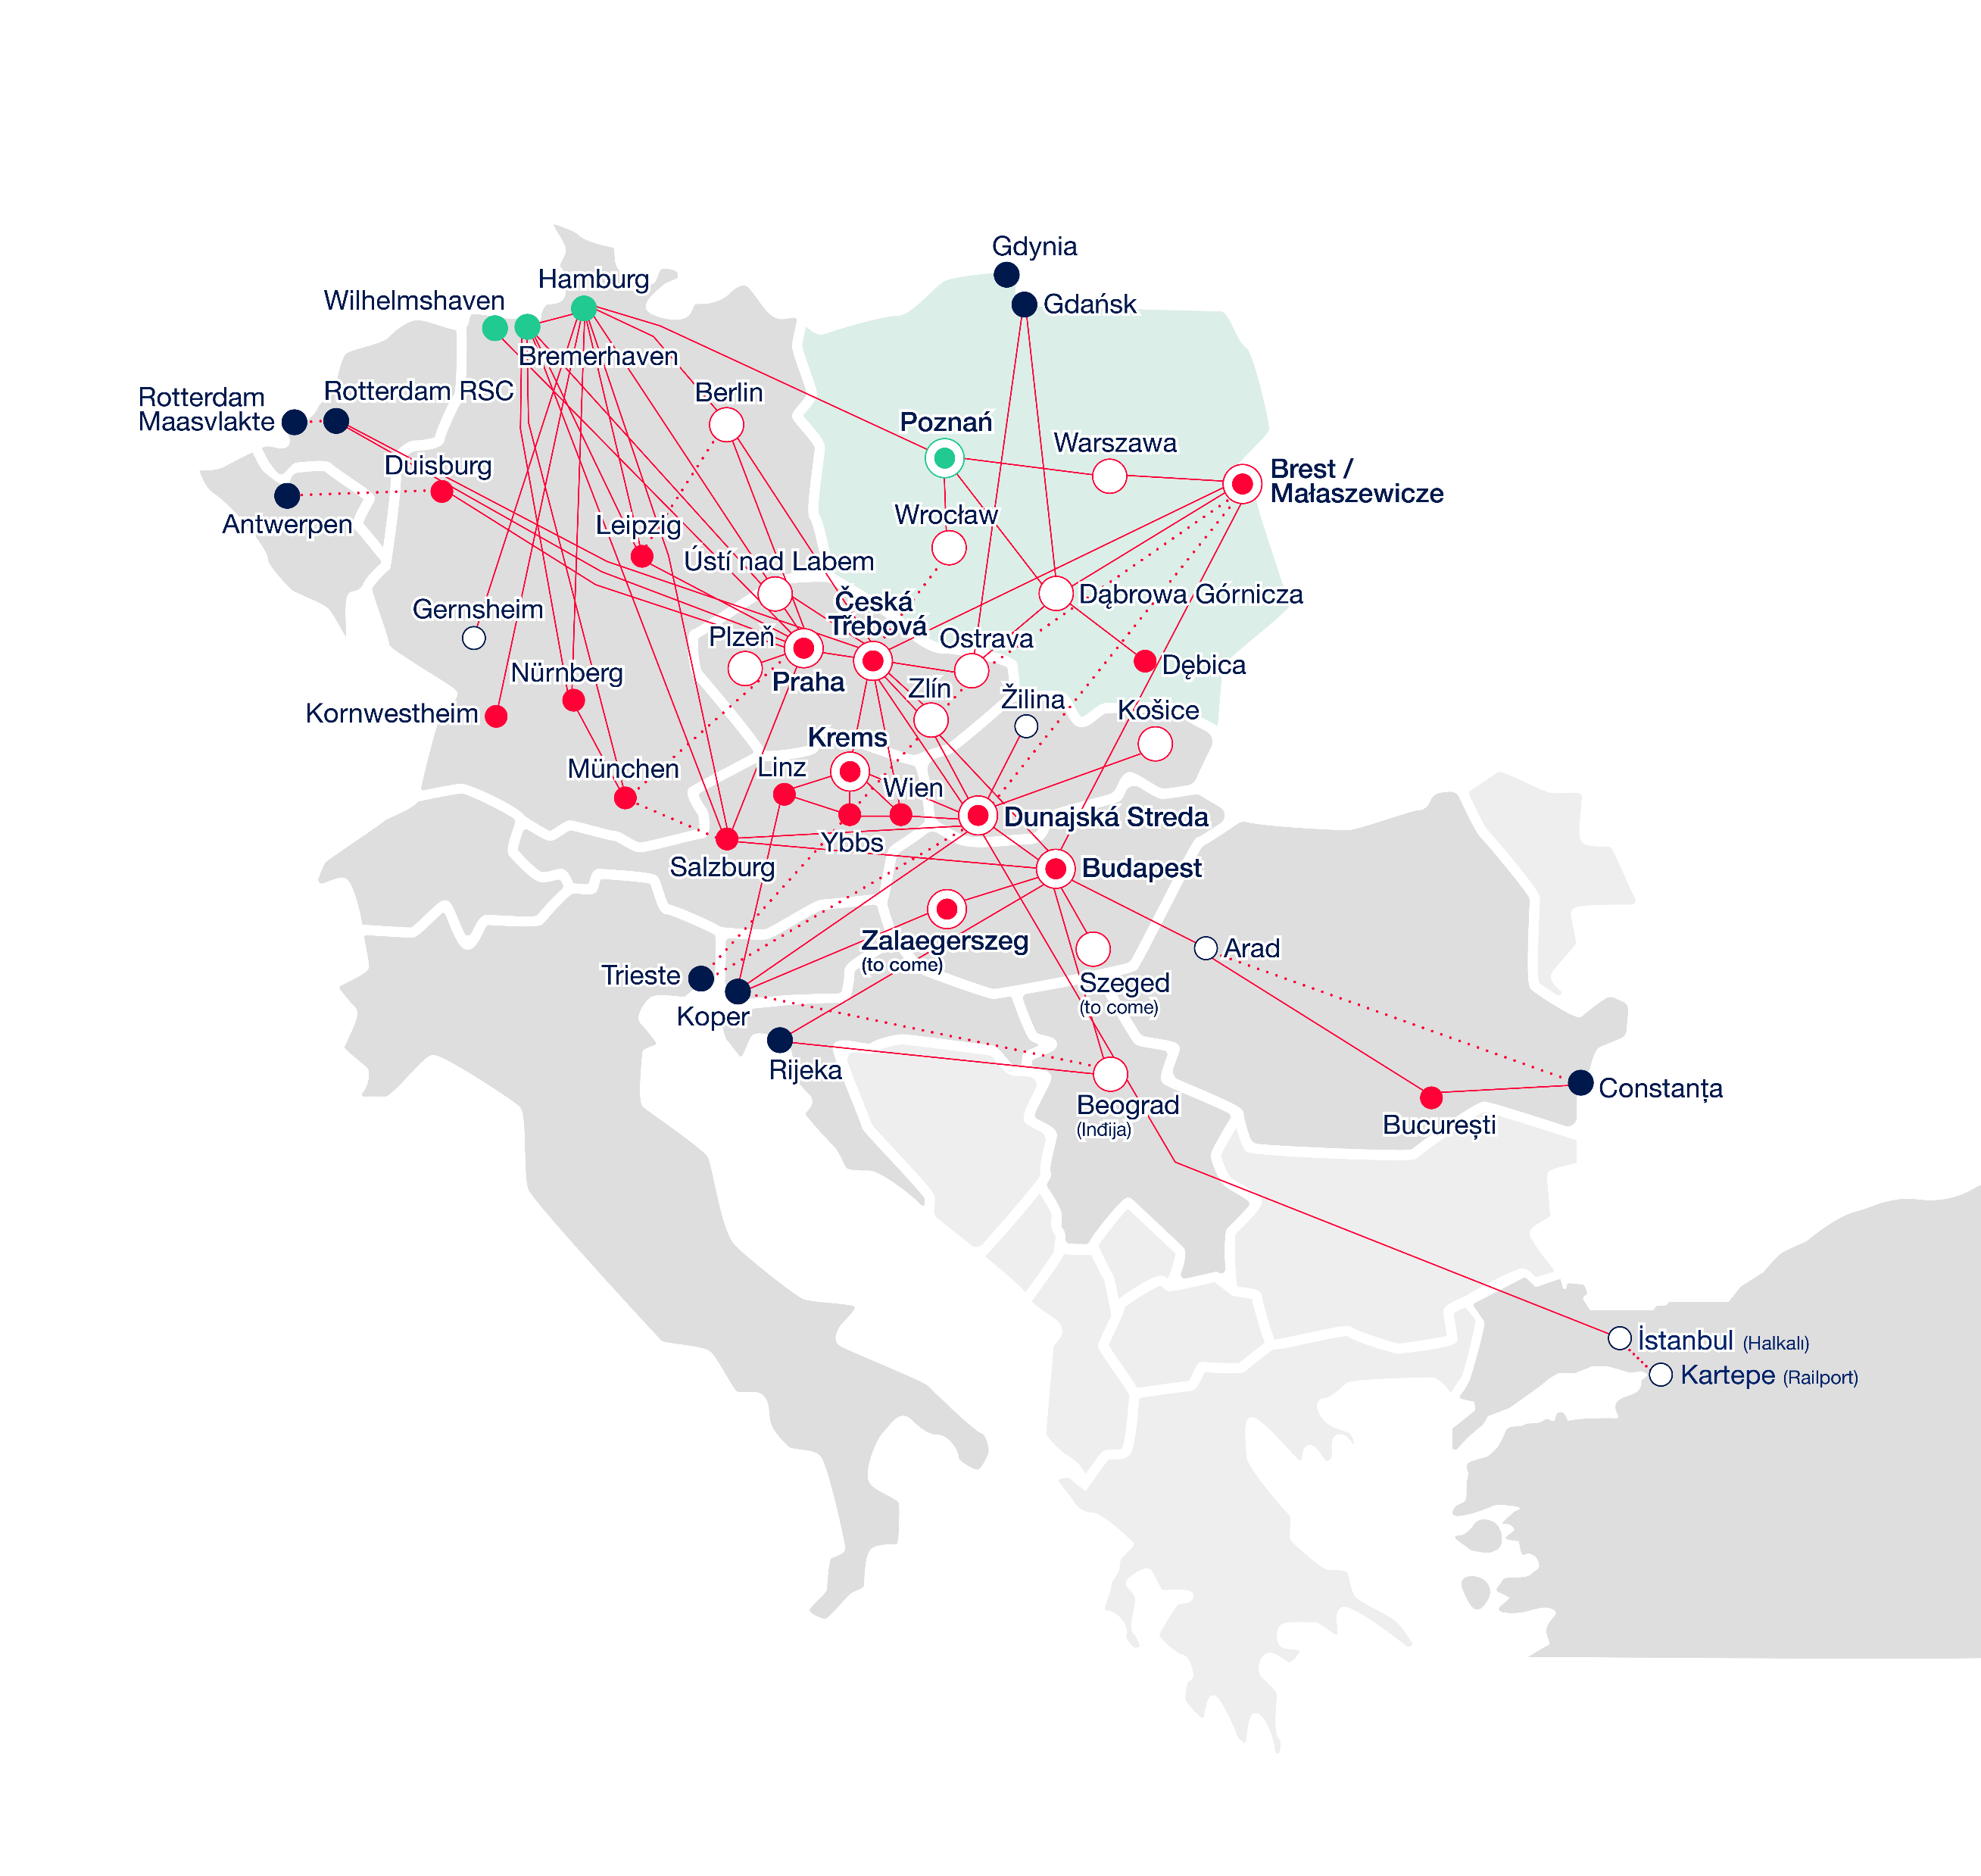 Gdynia
Hamburg
Wilhelmshaven
Gdańsk
Bremerhaven
Rotterdam RSC
Berlin
Rotterdam
Maasvlakte
Poznań
Warszawa
Duisburg
Brest /
Małaszewicze
Antwerpen
Wrocław
Leipzig
Ústí nad Labem
Česká
Třebová
Dąbrowa Górnicza
Gernsheim
Plzeň
Ostrava
Dębica
Nürnberg
Praha
Zlín
Žilina
Kornwestheim
Košice
Krems
München
Linz
Wien
Dunajská Streda
Ybbs
Salzburg
Budapest
Zalaegerszeg
(to come)
Arad
Trieste
Szeged
(to come)
Koper
Rijeka
Constanța
Beograd
(Inđija)
București
İstanbul (Halkalı)
Kartepe (Railport)